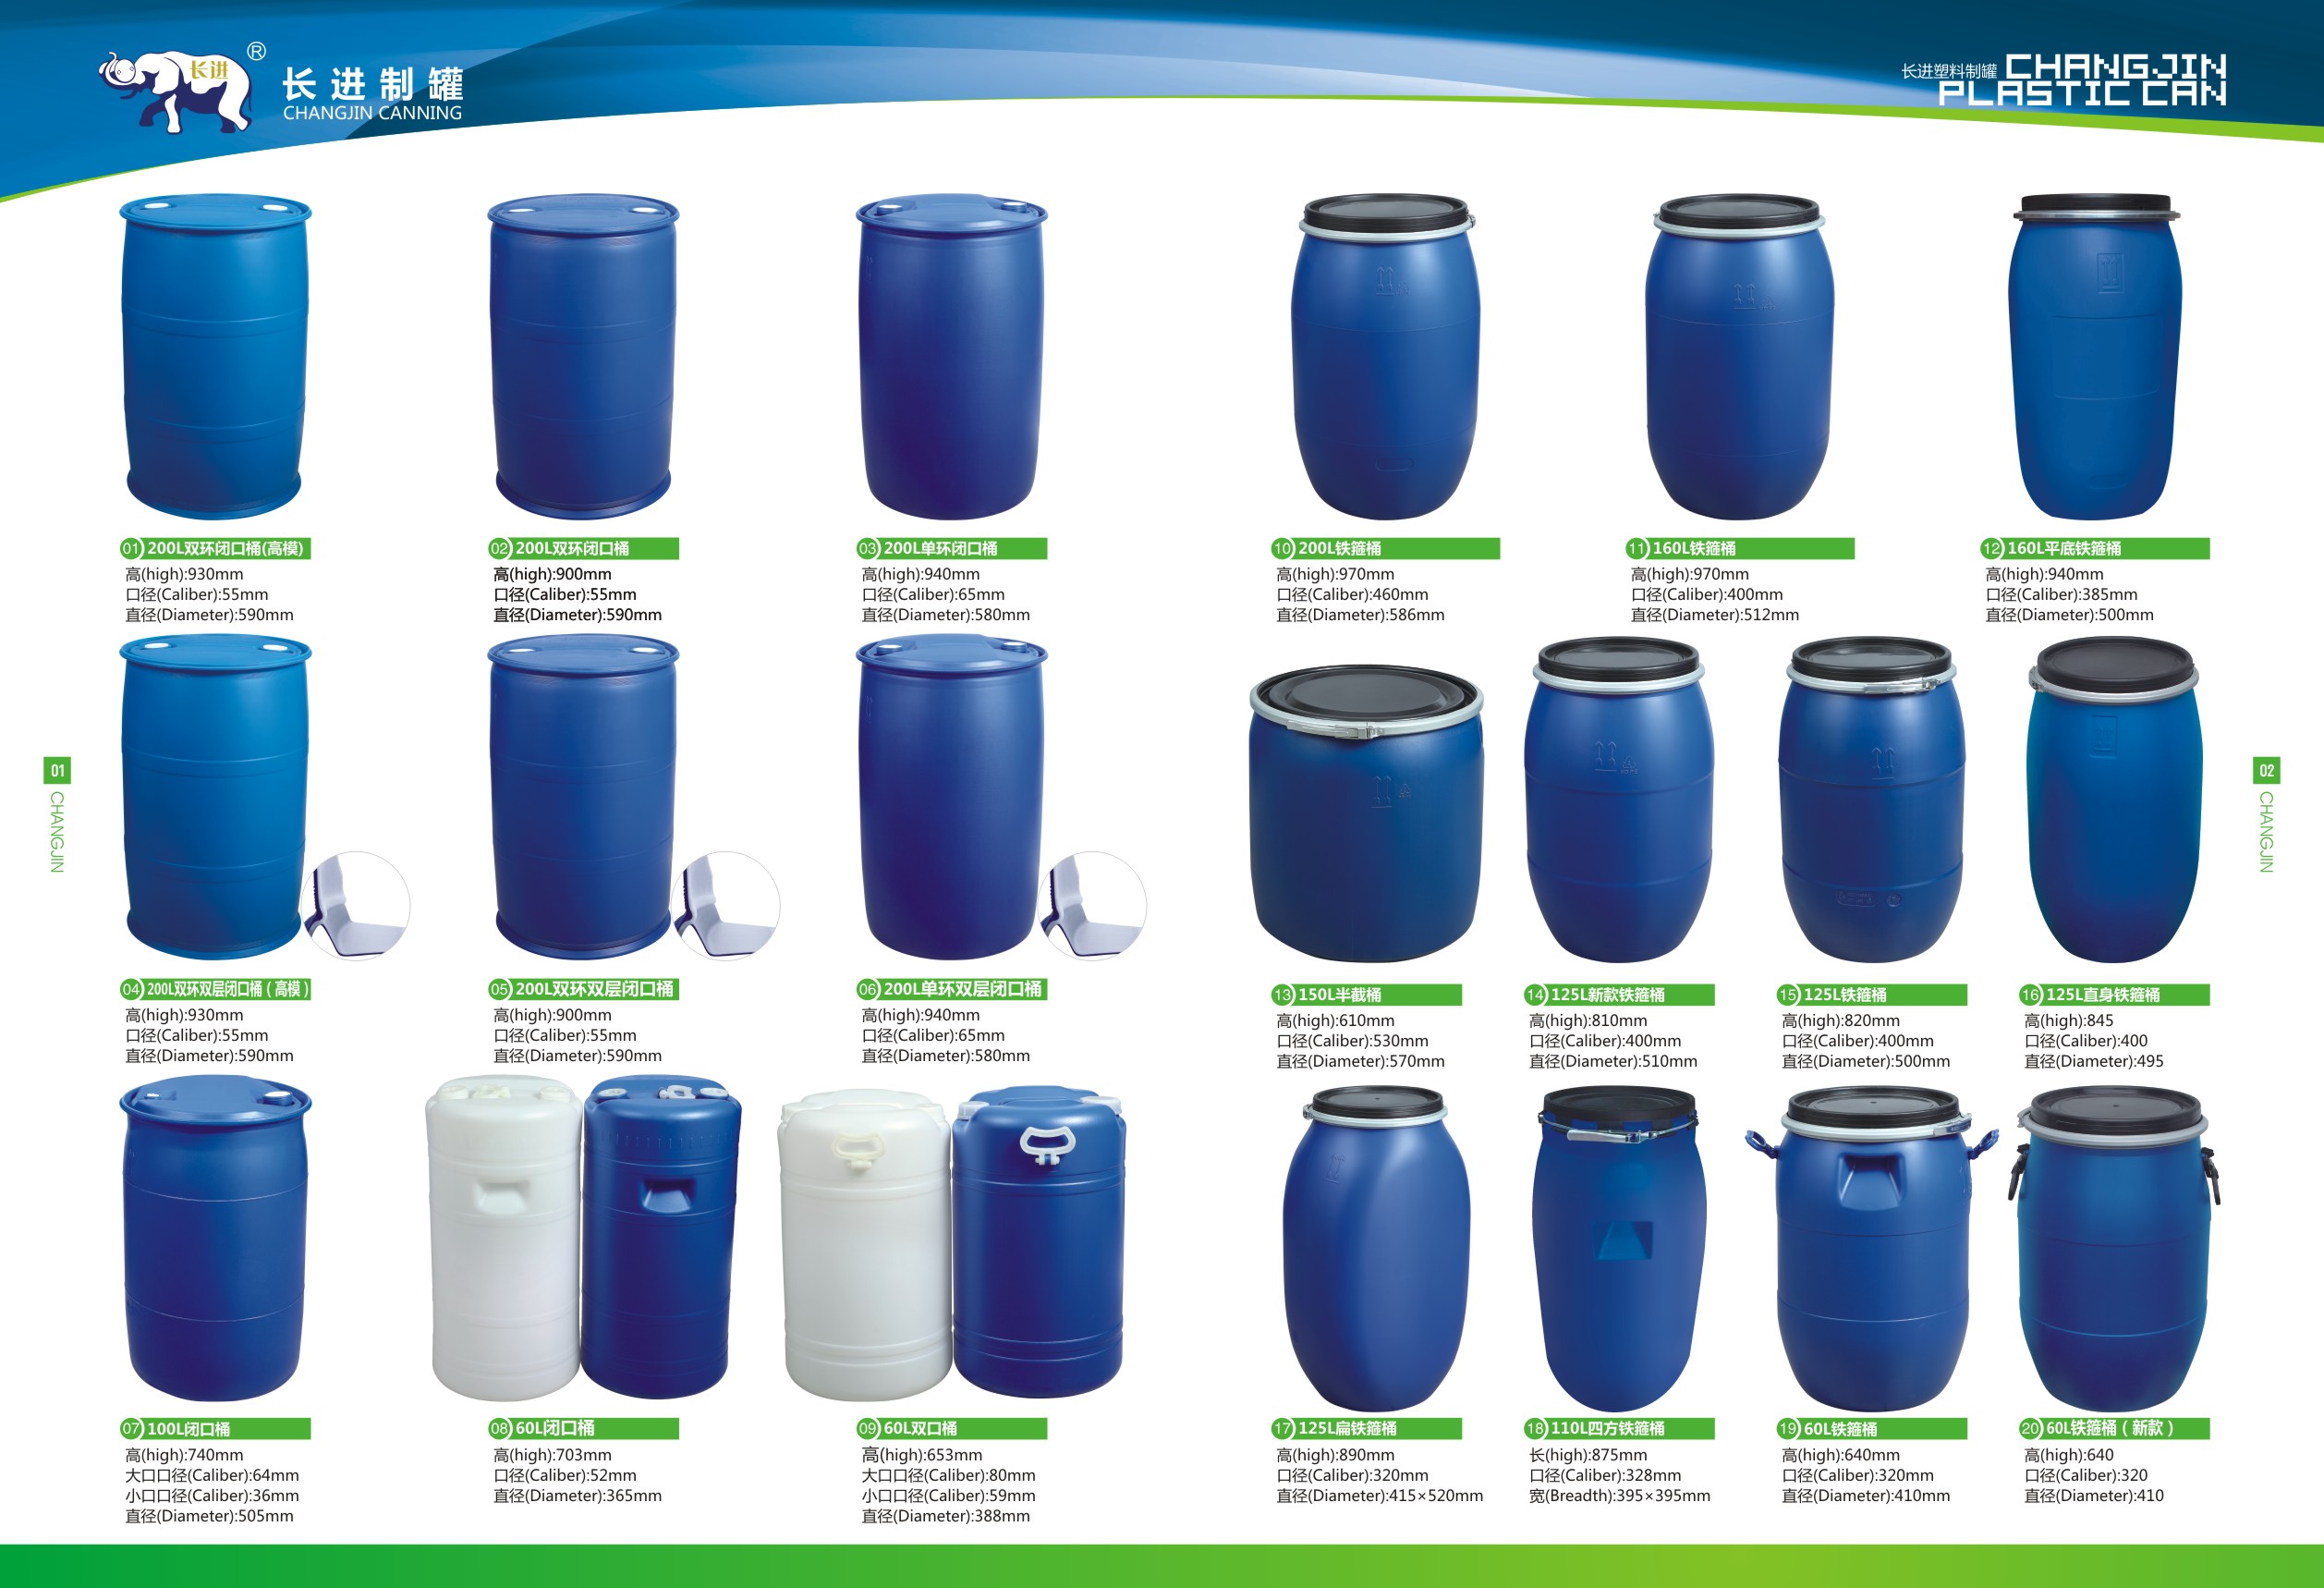 长进
®
长进制罐
CHANGJIN CANNING
长进塑料制罐 CHANGJIN
PLASTIC CAN
01 200L双环闭口桶(高模)
高(high):930mm
口径(Caliber):55mm
直径(Diameter):590mm
02 200L双环闭口桶
高(high):900mm
口径(Caliber):55mm
直径(Diameter):590mm
03 200L单环闭口桶
高(high):940mm
口径(Caliber):65mm
直径(Diameter):580mm
10 200L铁箍桶
高(high):970mm
口径(Caliber):460mm
直径(Diameter):586mm
11 160L铁箍桶
高(high):970mm
口径(Caliber):400mm
直径(Diameter):512mm
12 160L平底铁箍桶
高(high):940mm
口径(Caliber):385mm
直径(Diameter):500mm
01
CHANGJIN
04 200L双环双层闭口桶（高模）
高(high):930mm
口径(Caliber):55mm
直径(Diameter):590mm
05 200L双环双层闭口桶
高(high):900mm
口径(Caliber):55mm
直径(Diameter):590mm
06 200L单环双层闭口桶
高(high):940mm
口径(Caliber):65mm
直径(Diameter):580mm
13 150L半截桶
高(high):610mm
口径(Caliber):530mm
直径(Diameter):570mm
14 125L新款铁箍桶
高(high):810mm
口径(Caliber):400mm
直径(Diameter):510mm
15 125L铁箍桶
高(high):820mm
口径(Caliber):400mm
直径(Diameter):500mm
16 125L直身铁箍桶
高(high):845
口径(Caliber):400
直径(Diameter):495
02
CHANGJIN
07 100L闭口桶
高(high):740mm
大口口径(Caliber):64mm
小口口径(Caliber):36mm
直径(Diameter):505mm
08 60L闭口桶
高(high):703mm
口径(Caliber):52mm
直径(Diameter):365mm
09 60L双口桶
高(high):653mm
大口口径(Caliber):80mm
小口口径(Caliber):59mm
直径(Diameter):388mm
17 125L扁铁箍桶
高(high):890mm
口径(Caliber):320mm
直径(Diameter):415×520mm
18 110L四方铁箍桶
长(high):875mm
口径(Caliber):328mm
宽(Breadth):395×395mm
19 60L铁箍桶
高(high):640mm
口径(Caliber):320mm
直径(Diameter):410mm
20 60L铁箍桶（新款）
高(high):640
口径(Caliber):320
直径(Diameter):410